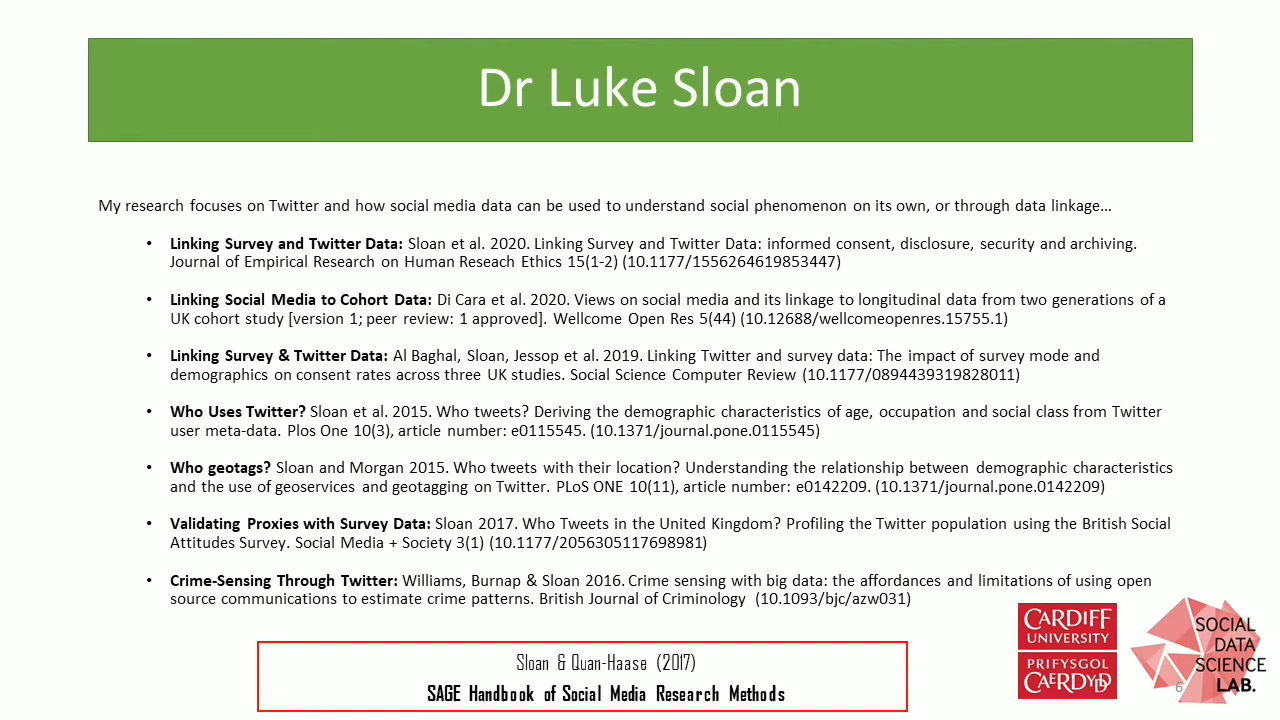 Dr Luke Sloan
My research focuses on Twitter and how social media data can be used to understand social phenomenon on its own, or through data linkage…
• Linking Survey and Twitter Data: Sloan et al. 2020. Linking Survey and Twitter Data: informed consent, disclosure, security and archiving.
Journal of Empirical Research on Human Reseach Ethics 15(1-2) (10.1177/1556264619853447)
• Linking Social Media to Cohort Data: Di Cara et al. 2020. Views on social media and its linkage to longitudinal data from two generations of a
UK cohort study [version 1; peer review: 1 approved]. Wellcome Open Res 5(44) (10.12688/wellcomeopenres.15755.1)
• Linking Survey & Twitter Data: Al Baghal, Sloan, Jessop et al. 2019. Linking Twitter and survey data: The impact of survey mode and
demographics on consent rates across three UK studies. Social Science Computer Review (10.1177/0894439319828011)
• Who Uses Twitter? Sloan et al. 2015. Who tweets? Deriving the demographic characteristics of age, occupation and social class from Twitter
user meta-data. Plos One 10(3), article number: e0115545. (10.1371/journal.pone.0115545)
• Who geotags? Sloan and Morgan 2015. Who tweets with their location? Understanding the relationship between demographic characteristics
and the use of geoservices and geotagging on Twitter. PLoS ONE 10(11), article number: e0142209. (10.1371/journal.pone.0142209)
• Validating Proxies with Survey Data: Sloan 2017. Who Tweets in the United Kingdom? Profiling the Twitter population using the British Social
Attitudes Survey. Social Media + Society 3(1) (10.1177/2056305117698981)
• Crime-Sensing Through Twitter: Williams, Burnap & Sloan 2016. Crime sensing with big data: the affordances and limitations of using open
source communications to estimate crime patterns. British Journal of Criminology (10.1093/bjc/azw031)
Sloan & Quan-Haase (2017)
SAGE Handbook of Social Media Research Methods
CARDIFF
UNIVERSITY
PRIFYSGOL
CAERDYDD
SOCIAL
DATA
SCIENCE
LAB.
6